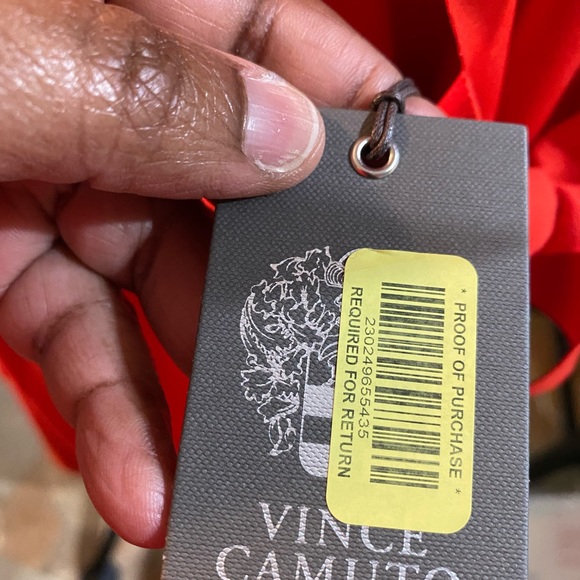 * PROOF OF PURCHASE *
230249655435
REQUIRED FOR RETURN
VINCE
CAMUTO